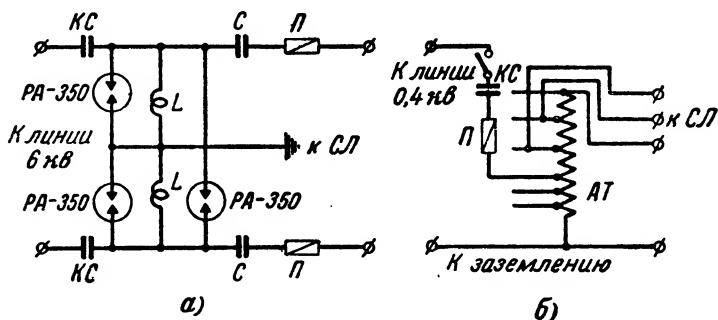 КС
С
П
РА-350
L
К линии
6 кв
к СЛ
РА-350
L
РА-350
КС
С
П
а)
К линии
0,4 кв
КС
П
к СЛ
АТ
К заземлению
б)